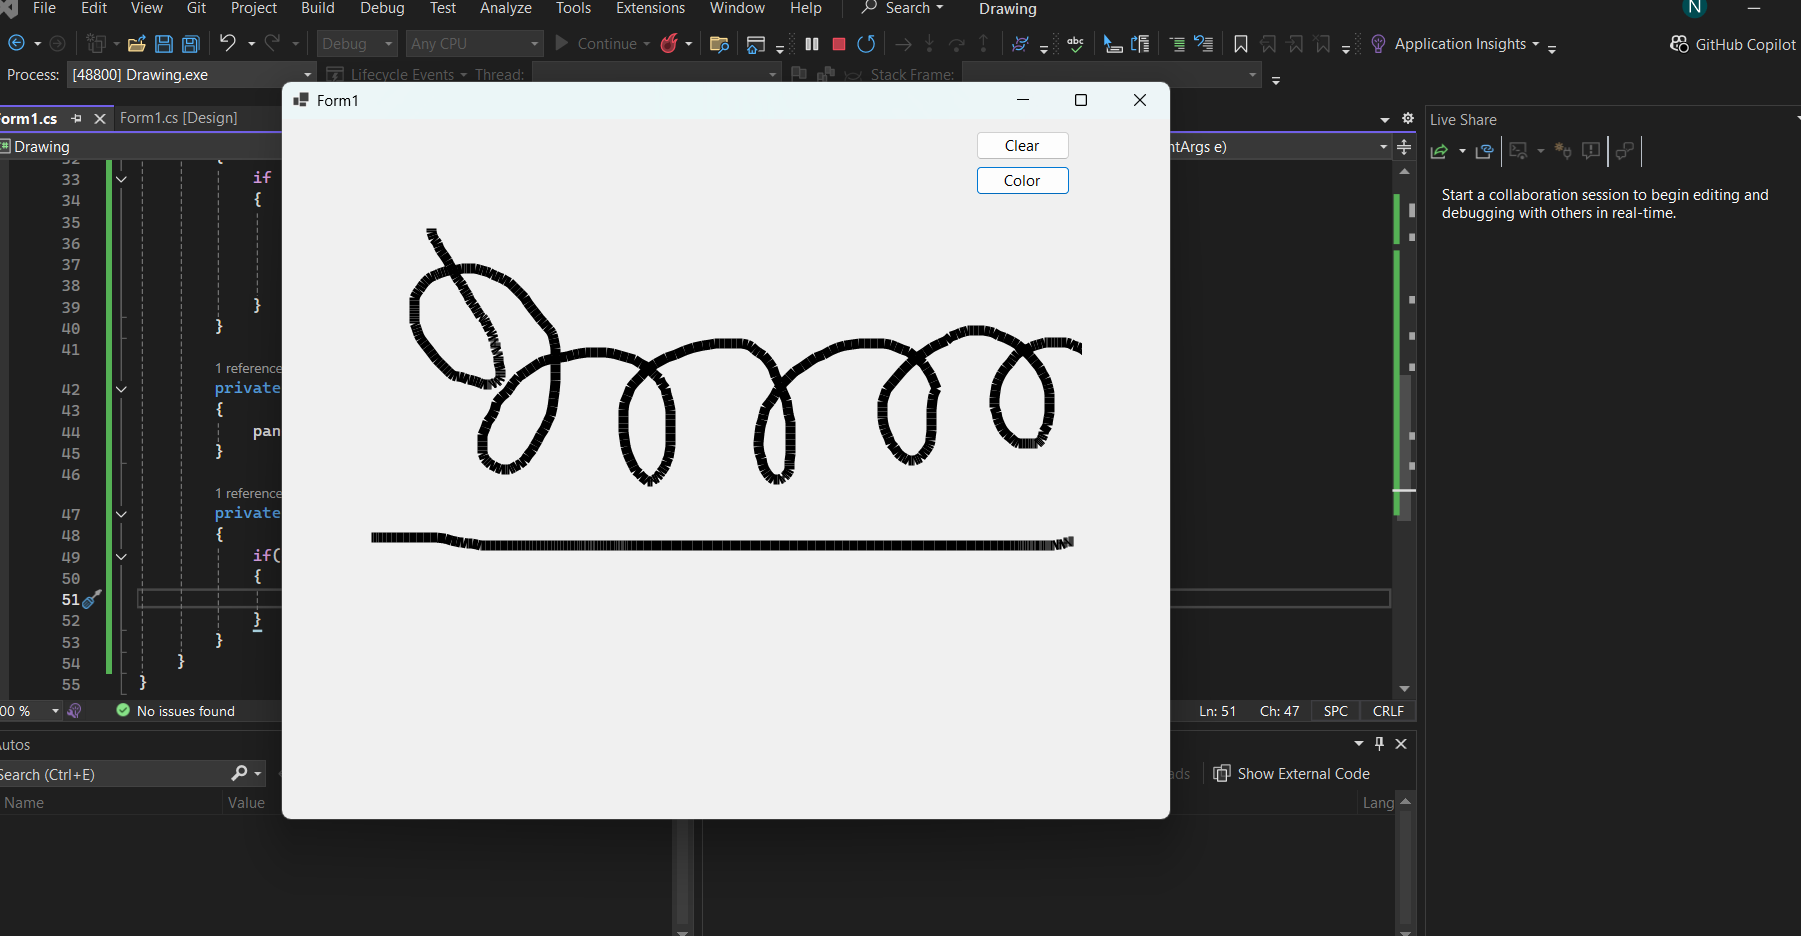 File Edit View Git Project Build Debug Test Analyze Tools Extensions Window Help Search Drawing N
Debug Any CPU Continue abc Application Insights GitHub Copilot
Process: [48800] Drawing.exe Lifecycle Events Thread: Stack Frame:
Form1
orm1.cs Form1.cs [Design]
Live Share
Drawing
ntArgs e)
Clear
Color
Start a collaboration session to begin editing and
debugging with others in real-time.
33 if
34 {
35
36
37
38
39 }
40 }
41
1 reference
42 private
43 {
44 pan
45 }
46
1 reference
47 private
48 {
49 if(
50 {
51
52 }
53 }
54 }
55 }
00 % No issues found Ln: 51 Ch: 47 SPC CRLF
utos
Search (Ctrl+E) ads Show External Code
Name Value Lang